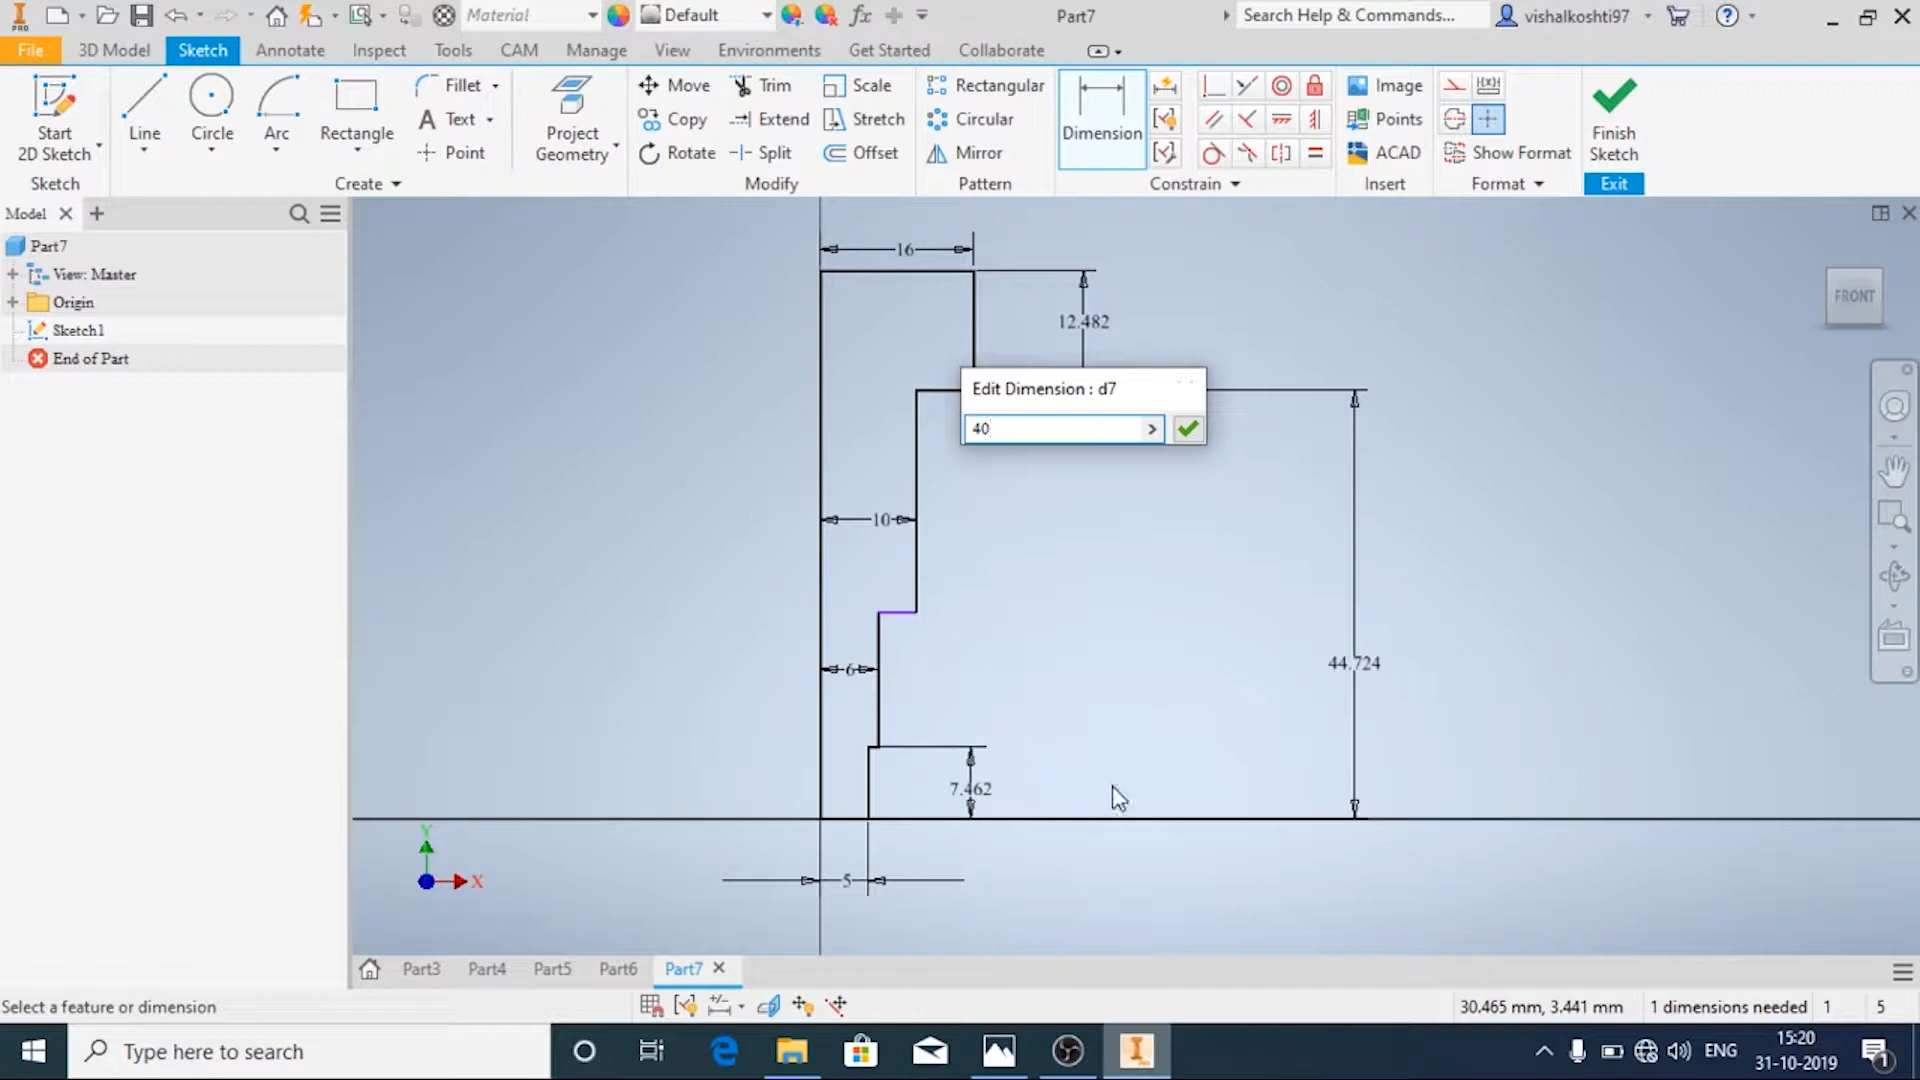 PRO
Material
Default
fx
Part7
Search Help & Commands...
vishalkoshti97
File
3D Model
Sketch
Annotate
Inspect
Tools
CAM
Manage
View
Environments
Get Started
Collaborate
Start
2D Sketch
Sketch
Line
Circle
Arc
Rectangle
Fillet
Text
Point
Create
Project
Geometry
Move
Trim
Scale
Copy
Extend
Stretch
Rotate
Split
Offset
Modify
Rectangular
Circular
Mirror
Pattern
Dimension
Constrain
Image
Points
ACAD
Insert
Show Format
Format
Finish
Sketch
Exit
Model
Part7
View: Master
Origin
Sketch1
End of Part
16
12.482
FRONT
Edit Dimension : d7
40
10
6
44.724
7.462
5
Y
X
Part3
Part4
Part5
Part6
Part7
Select a feature or dimension
30.465 mm, 3.441 mm
1 dimensions needed
1
5
Type here to search
ENG
15:20
31-10-2019
1